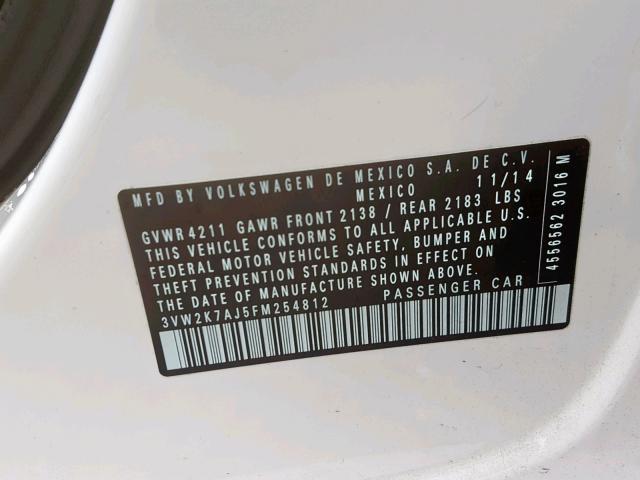 MFD BY VOLKSWAGEN DE MEXICO S.A. DE C.V.
MEXICO 11/14
GVWR 4211 GAWR FRONT 2138 / REAR 2183 LBS
THIS VEHICLE CONFORMS TO ALL APPLICABLE U.S.
FEDERAL MOTOR VEHICLE SAFETY, BUMPER AND
THEFT PREVENTION STANDARDS IN EFFECT ON
THE DATE OF MANUFACTURE SHOWN ABOVE.
3VW2K7AJ5FM254812 PASSENGER CAR
4556562 3016 M